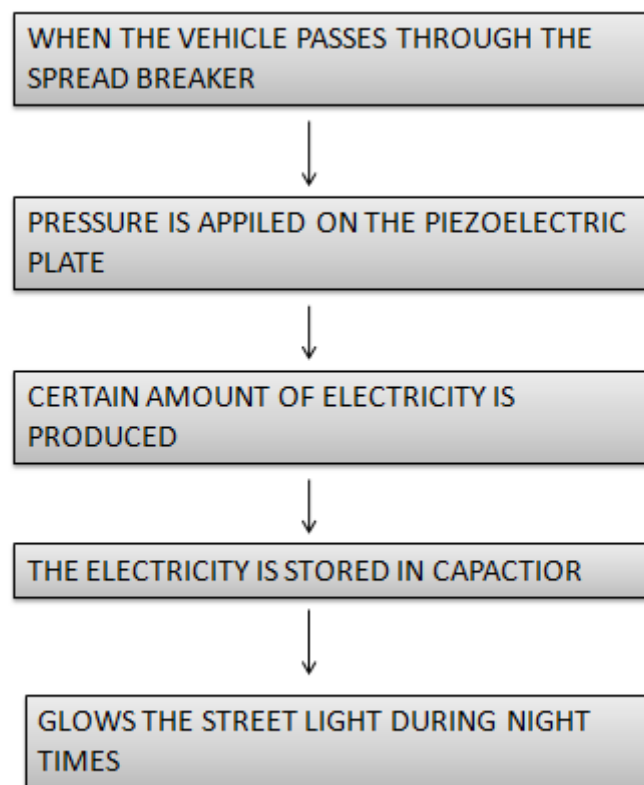 WHEN THE VEHICLE PASSES THROUGH THE
SPREAD BREAKER
PRESSURE IS APPILED ON THE PIEZOELECTRIC
PLATE
CERTAIN AMOUNT OF ELECTRICITY IS
PRODUCED
THE ELECTRICITY IS STORED IN CAPACTIOR
GLOWS THE STREET LIGHT DURING NIGHT
TIMES